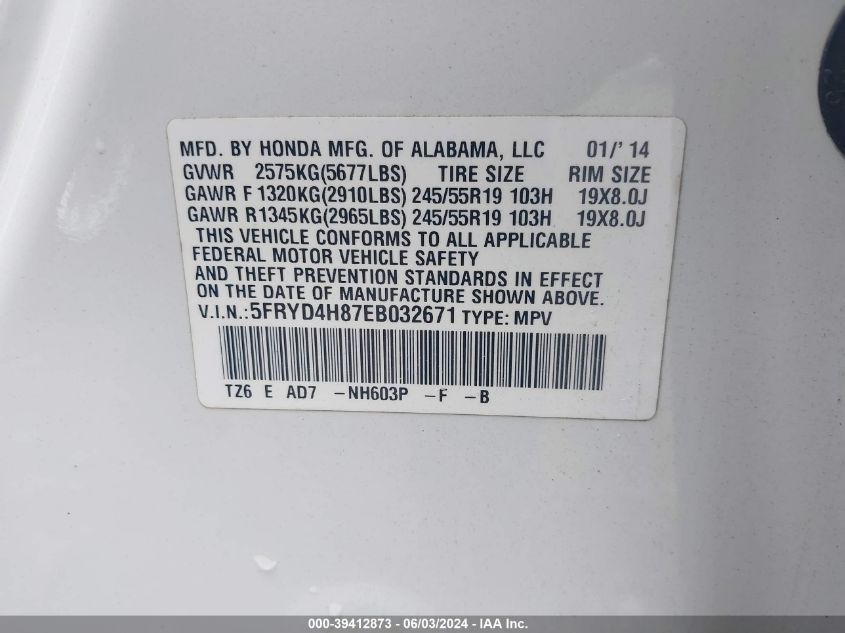 MFD. BY HONDA MFG. OF ALABAMA, LLC 01/' 14
GVWR 2575KG(5677LBS) TIRE SIZE RIM SIZE
GAWR F 1320KG(2910LBS) 245/55R19 103H 19X8.0J
GAWR R1345KG(2965LBS) 245/55R19 103H 19X8.0J
THIS VEHICLE CONFORMS TO ALL APPLICABLE
FEDERAL MOTOR VEHICLE SAFETY
AND THEFT PREVENTION STANDARDS IN EFFECT
ON THE DATE OF MANUFACTURE SHOWN ABOVE.
V.I.N.: 5FRYD4H87EB032671 TYPE: MPV
TZ6 E AD7 -NH603P -F -B
000-39412873 - 06/03/2024 - IAA Inc.